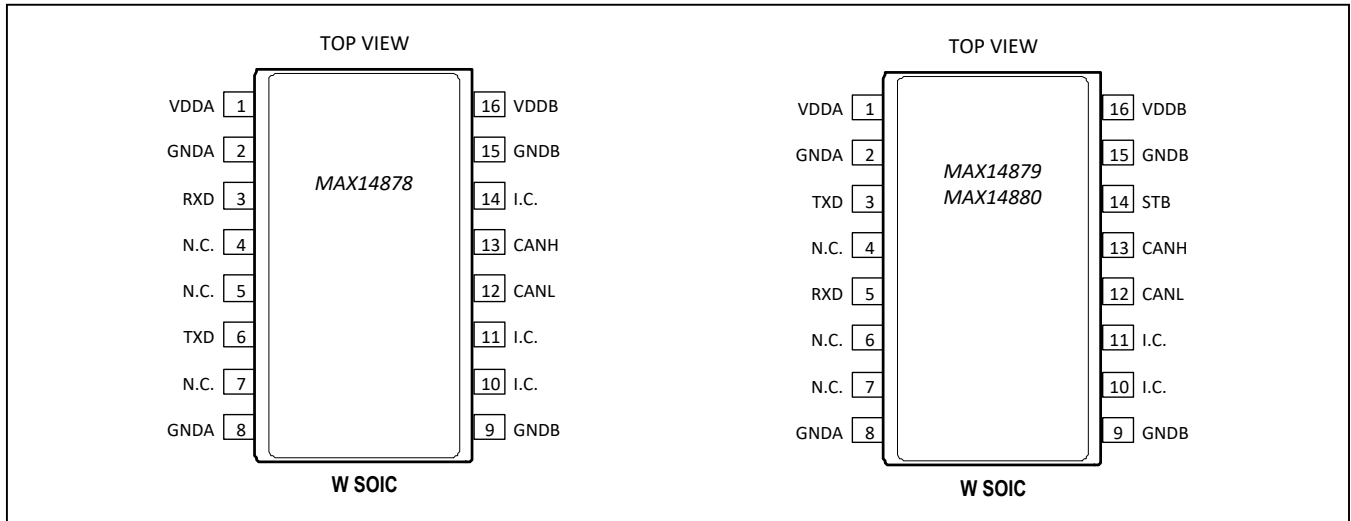 TOP VIEW
VDDA 1 16 VDDB
GNDA 2 15 GNDB
MAX14878
RXD 3 14 I.C.
N.C. 4 13 CANH
N.C. 5 12 CANL
TXD 6 11 I.C.
N.C. 7 10 I.C.
GNDA 8 9 GNDB
W SOIC
TOP VIEW
VDDA 1 16 VDDB
GNDA 2 15 GNDB
MAX14879
MAX14880
TXD 3 14 STB
N.C. 4 13 CANH
RXD 5 12 CANL
N.C. 6 11 I.C.
N.C. 7 10 I.C.
GNDA 8 9 GNDB
W SOIC